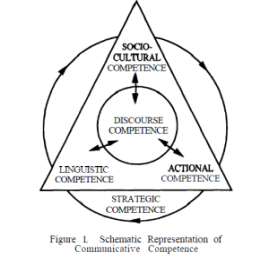 SOCIO-
CULTURAL
COMPETENCE
DISCOURSE
COMPETENCE
LINGUISTIC
COMPETENCE
ACTIONAL
COMPETENCE
STRATEGIC
COMPETENCE
Figure 1. Schematic Representation of
Communicative Competence